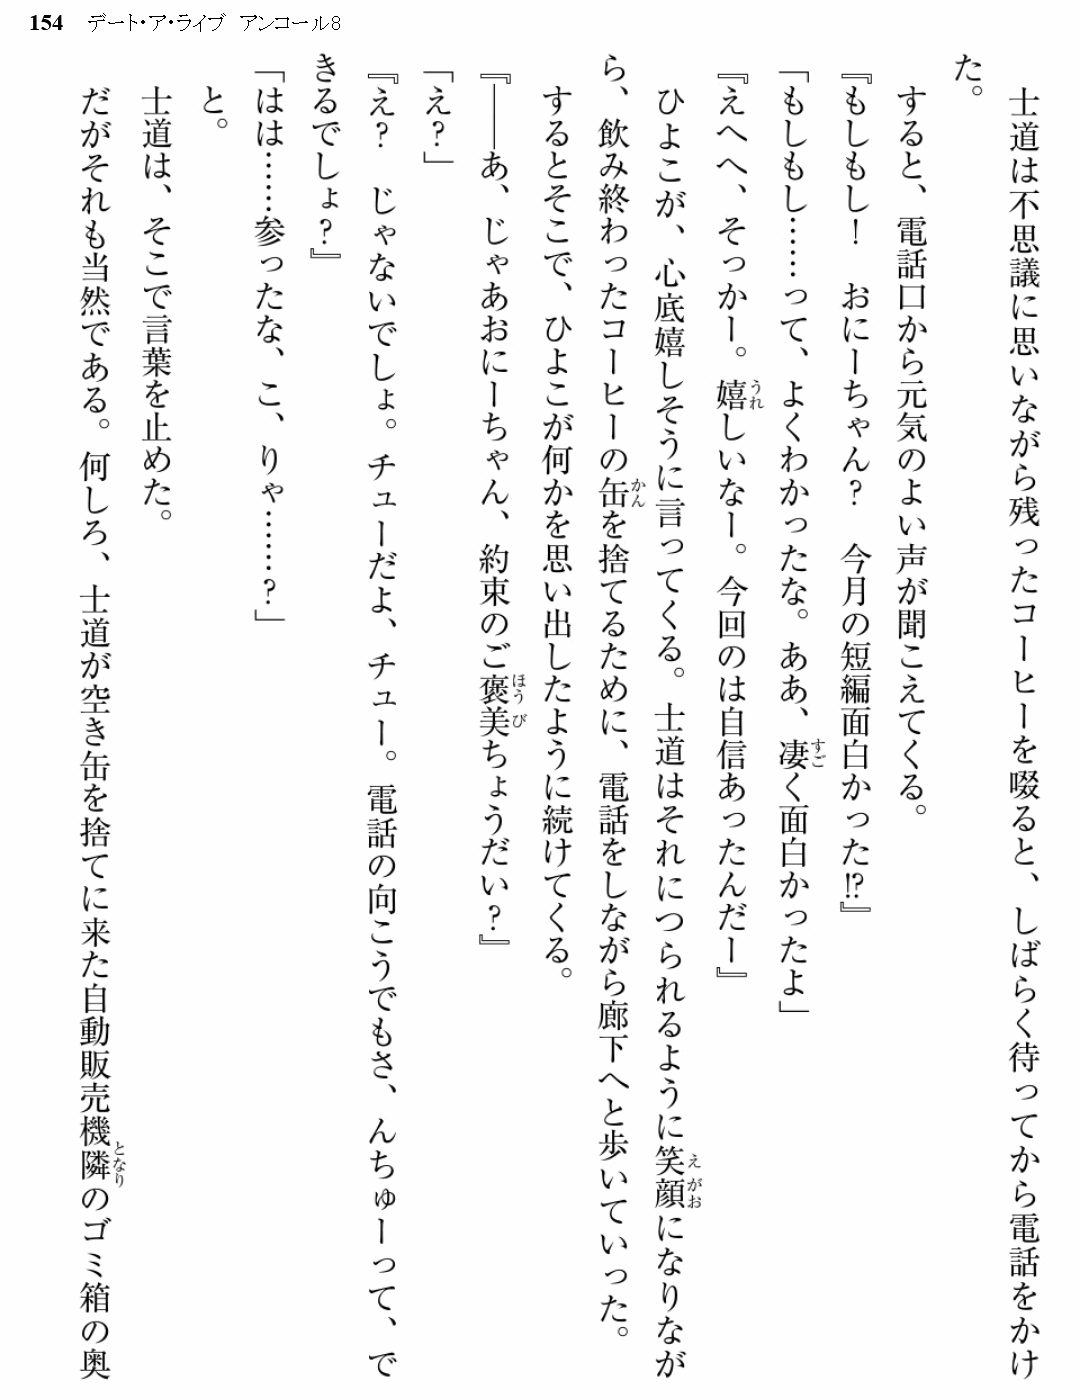 154 デート・ア・ライブ アンコール8
士道は不思議に思いながら残ったコーヒーを啜ると、しばらく待ってから電話をかけ
た。
すると、電話口から元気のよい声が聞こえてくる。
『もしもし！　おにーちゃん？　今月の短編面白かった!?』
「もしもし……って、よくわかったな。ああ、凄く面白かったよ」
『えへへ、そっかー。嬉しいなー。今回のは自信あったんだー』
ひよこが、心底嬉しそうに言ってくる。士道はそれにつられるように笑顔になりなが
ら、飲み終わったコーヒーの缶を捨てるために、電話をしながら廊下へと歩いていった。
するとそこで、ひよこが何かを思い出したように続けてくる。
『――あ、じゃあおにーちゃん、約束のご褒美ちょうだい？』
「え？」
『え？　じゃないでしょ。チューだよ、チュー。電話の向こうでもさ、んちゅーって、で
きるでしょ？』
「はは……参ったな、こ、りゃ……？」
と。
士道は、そこで言葉を止めた。
だがそれも当然である。何しろ、士道が空き缶を捨てに来た自動販売機隣のゴミ箱の奥